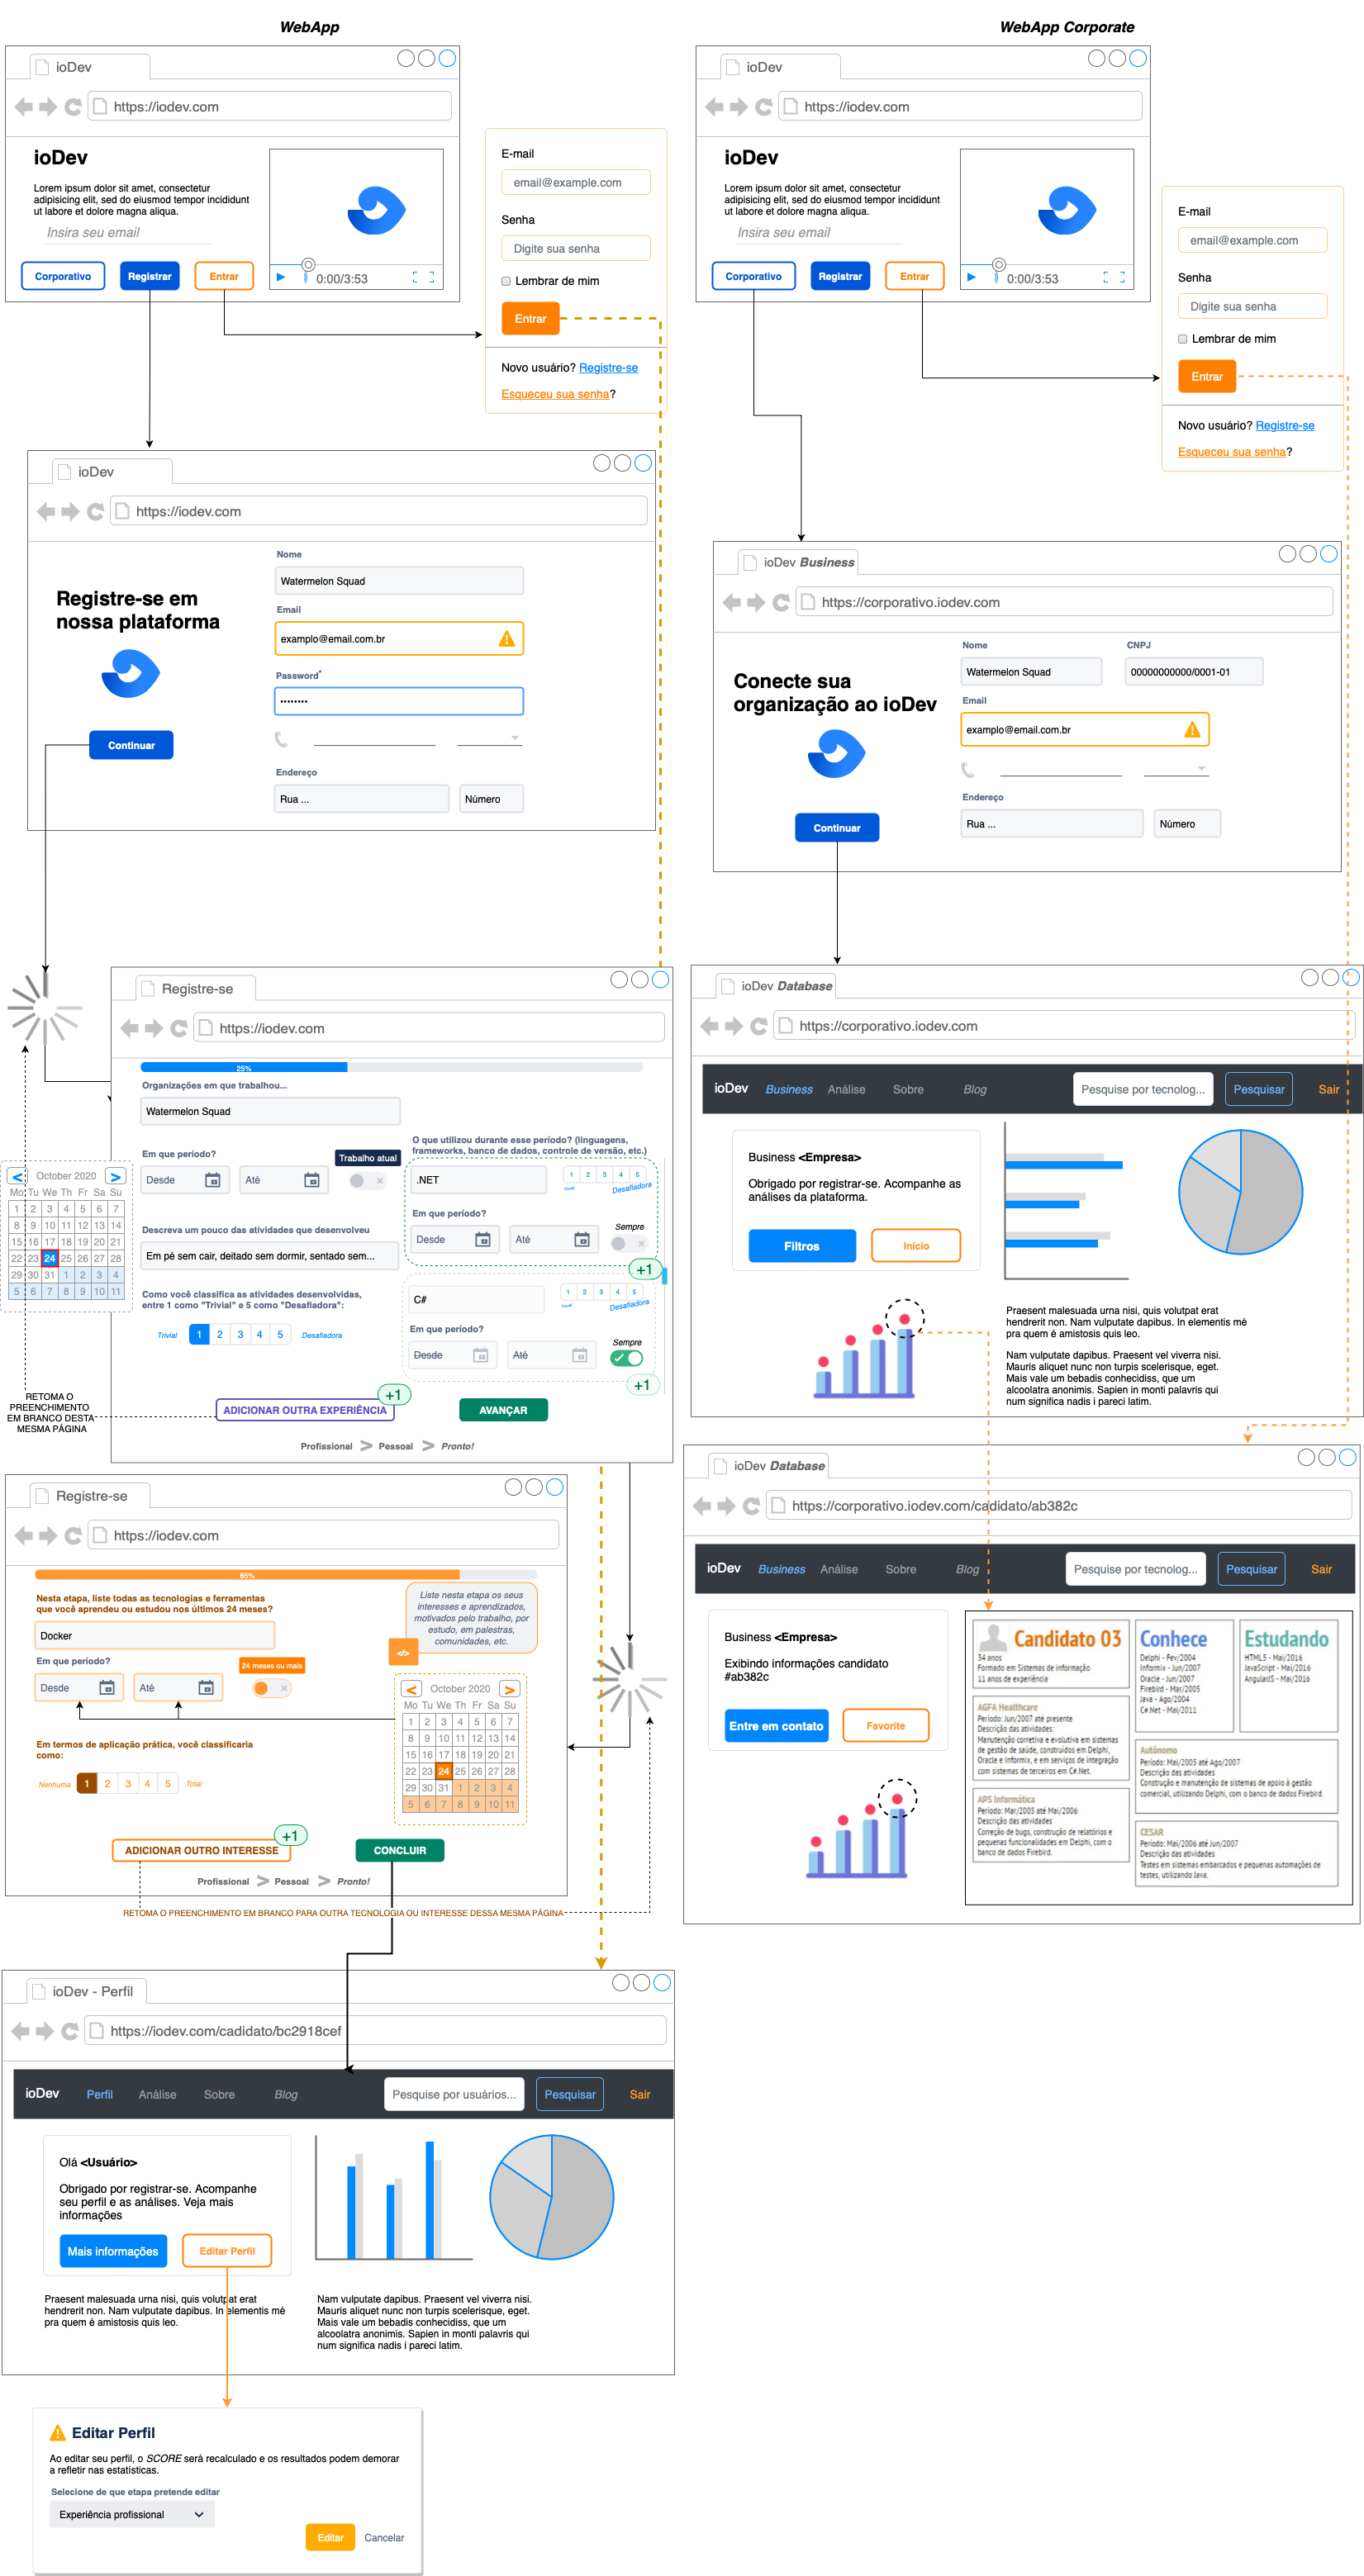 WebApp
ioDev
https://iodev.com
ioDev
Lorem ipsum dolor sit amet, consectetur
adipisicing elit, sed do eiusmod tempor incididunt
ut labore et dolore magna aliqua.
Insira seu email
Corporativo
Registrar
Entrar
0:00/3:53
E-mail
email@example.com
Senha
Digite sua senha
Lembrar de mim
Entrar
Novo usuário? Registre-se
Esqueceu sua senha?
ioDev
https://iodev.com
Registre-se em
nossa plataforma
Continuar
Nome
Watermelon Squad
Email
examplo@email.com.br
Password*
••••••••
Endereço
Rua ...
Número
Registre-se
https://iodev.com
25%
Organizações em que trabalhou...
Watermelon Squad
Em que período?
Trabalho atual
Desde
Até
Descreva um pouco das atividades que desenvolveu
Em pé sem cair, deitado sem dormir, sentado sem...
Como você classifica as atividades desenvolvidas,
entre 1 como "Trivial" e 5 como "Desafiadora":
Trivial
1 2 3 4 5
Desafiadora
O que utilizou durante esse período? (linguagens,
frameworks, banco de dados, controle de versão, etc.)
.NET
1 2 3 4 5
Trivial
Desafiadora
Em que período?
Desde
Até
Sempre
+1
C#
1 2 3 4 5
Trivial
Desafiadora
Em que período?
Desde
Até
Sempre
+1
+1
ADICIONAR OUTRA EXPERIÊNCIA
AVANÇAR
Profissional > Pessoal > Pronto!
< October 2020 >
Mo Tu We Th Fr Sa Su
1 2 3 4 5 6 7
8 9 10 11 12 13 14
15 16 17 18 19 20 21
22 23 24 25 26 27 28
29 30 31 1 2 3 4
5 6 7 8 9 10 11
RETOMA O
PREENCHIMENTO
EM BRANCO DESTA
MESMA PÁGINA
Registre-se
https://iodev.com
85%
Nesta etapa, liste todas as tecnologias e ferramentas
que você aprendeu ou estudou nos últimos 24 meses?
Docker
Em que período?
24 meses ou mais
Desde
Até
Em termos de aplicação prática, você classificaria
como:
Nenhuma
1 2 3 4 5
Total
Liste nesta etapa os seus
interesses e aprendizados,
motivados pelo trabalho, por
estudo, em palestras,
comunidades, etc.
</>
< October 2020 >
Mo Tu We Th Fr Sa Su
1 2 3 4 5 6 7
8 9 10 11 12 13 14
15 16 17 18 19 20 21
22 23 24 25 26 27 28
29 30 31 1 2 3 4
5 6 7 8 9 10 11
+1
ADICIONAR OUTRO INTERESSE
CONCLUIR
Profissional > Pessoal > Pronto!
RETOMA O PREENCHIMENTO EM BRANCO PARA OUTRA TECNOLOGIA OU INTERESSE DESSA MESMA PÁGINA
ioDev - Perfil
https://iodev.com/cadidato/bc2918cef
ioDev
Perfil
Análise
Sobre
Blog
Pesquise por usuários...
Pesquisar
Sair
Olá <Usuário>
Obrigado por registrar-se. Acompanhe
seu perfil e as análises. Veja mais
informações
Mais informações
Editar Perfil
Praesent malesuada urna nisi, quis volutpat erat
hendrerit non. Nam vulputate dapibus. In elementis mé
pra quem é amistosis quis leo.
Nam vulputate dapibus. Praesent vel viverra nisi.
Mauris aliquet nunc non turpis scelerisque, eget.
Mais vale um bebadis conhecidiss, que um
alcoolatra anonimis. Sapien in monti palavris qui
num significa nadis i pareci latim.
Editar Perfil
Ao editar seu perfil, o SCORE será recalculado e os resultados podem demorar
a refletir nas estatísticas.
Selecione de que etapa pretende editar
Experiência profissional
Editar
Cancelar
WebApp Corporate
ioDev
https://iodev.com
ioDev
Lorem ipsum dolor sit amet, consectetur
adipisicing elit, sed do eiusmod tempor incididunt
ut labore et dolore magna aliqua.
Insira seu email
Corporativo
Registrar
Entrar
0:00/3:53
E-mail
email@example.com
Senha
Digite sua senha
Lembrar de mim
Entrar
Novo usuário? Registre-se
Esqueceu sua senha?
ioDev Business
https://corporativo.iodev.com
Conecte sua
organização ao ioDev
Continuar
Nome
Watermelon Squad
CNPJ
00000000000/0001-01
Email
examplo@email.com.br
Endereço
Rua ...
Número
ioDev Database
https://corporativo.iodev.com
ioDev
Business
Análise
Sobre
Blog
Pesquise por tecnolog...
Pesquisar
Sair
Business <Empresa>
Obrigado por registrar-se. Acompanhe as
análises da plataforma.
Filtros
Início
Praesent malesuada urna nisi, quis volutpat erat
hendrerit non. Nam vulputate dapibus. In elementis mé
pra quem é amistosis quis leo.
Nam vulputate dapibus. Praesent vel viverra nisi.
Mauris aliquet nunc non turpis scelerisque, eget.
Mais vale um bebadis conhecidiss, que um
alcoolatra anonimis. Sapien in monti palavris qui
num significa nadis i pareci latim.
ioDev Database
https://corporativo.iodev.com/cadidato/ab382c
ioDev
Business
Análise
Sobre
Blog
Pesquise por tecnolog...
Pesquisar
Sair
Business <Empresa>
Exibindo informações candidato
#ab382c
Entre em contato
Favorite
Candidato 03
34 anos
Formado em Sistemas de informação
11 anos de experiência
Conhece
Delphi - Fev/2004
Informix - Jun/2007
Oracle - Jun/2007
Firebird - Mar/2005
Java - Ago/2004
C#.Net - Mai/2011
Estudando
HTML5 - Mai/2016
JavaScript - Mai/2016
AngularJS - Mai/2016
AGFA Healthcare
Período: Jun/2007 até presente
Descrição das atividades:
Manutenção corretiva e evolutiva em sistemas
de gestão de saúde, construídos em Delphi,
Oracle e Informix, e em serviços de integração
com sistemas de terceiros em C#.Net.
APS Informática
Período: Mar/2005 até Mai/2006
Descrição das atividades
Correção de bugs, construção de relatórios e
pequenas funcionalidades em Delphi, com o
banco de dados Firebird.
Autônomo
Período: Mai/2005 até Ago/2007
Descrição das atividades
Construção e manutenção de sistemas de apoio à gestão
comercial, utilizando Delphi, com o banco de dados Firebird.
CESAR
Período: Mai/2006 até Jun/2007
Descrição das atividades
Testes em sistemas embarcados e pequenas automações de
testes, utilizando Java.